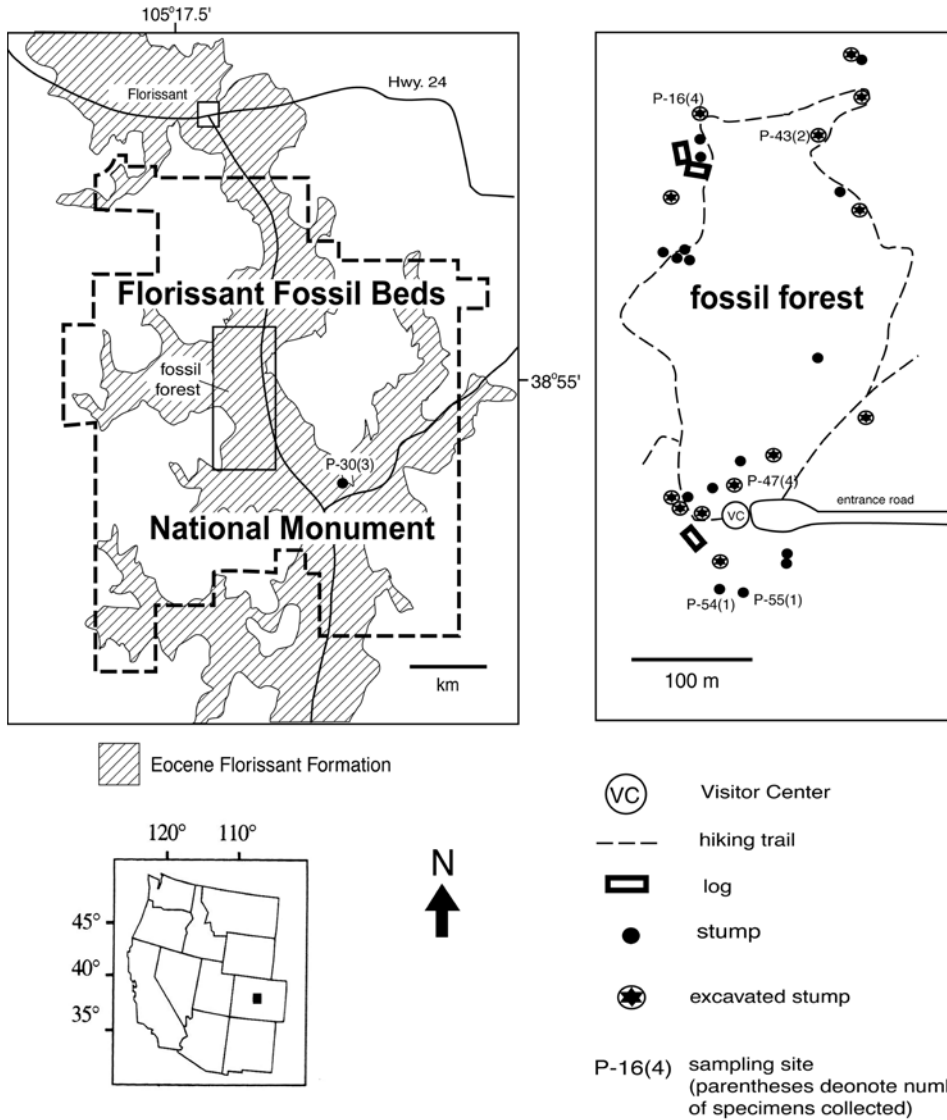 105°17.5'
Hwy. 24
Florissant
Florissant Fossil Beds
fossil
forest
38°55'
P-30(3)
National Monument
km
P-16(4)
P-43(2)
fossil forest
P-47(4)
entrance road
VC
P-54(1)
P-55(1)
100 m
Eocene Florissant Formation
120°
110°
45°
40°
35°
N
VC
Visitor Center
hiking trail
log
stump
excavated stump
P-16(4)
sampling site
(parentheses deonote num
of specimens collected)